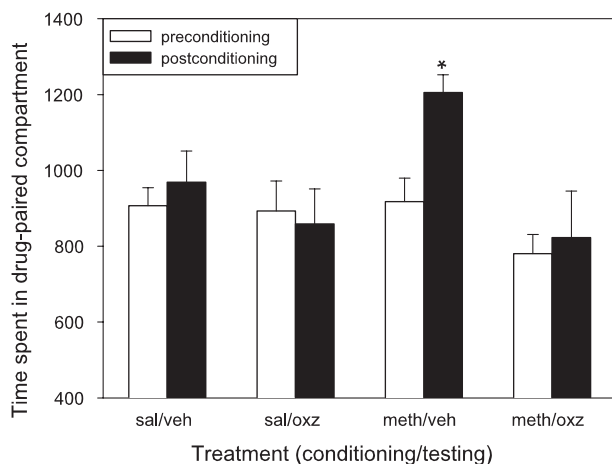 1400
1200
1000
800
600
400
Time spent in drug-paired compartment
preconditioning
postconditioning
*
sal/veh sal/oxz meth/veh meth/oxz
Treatment (conditioning/testing)